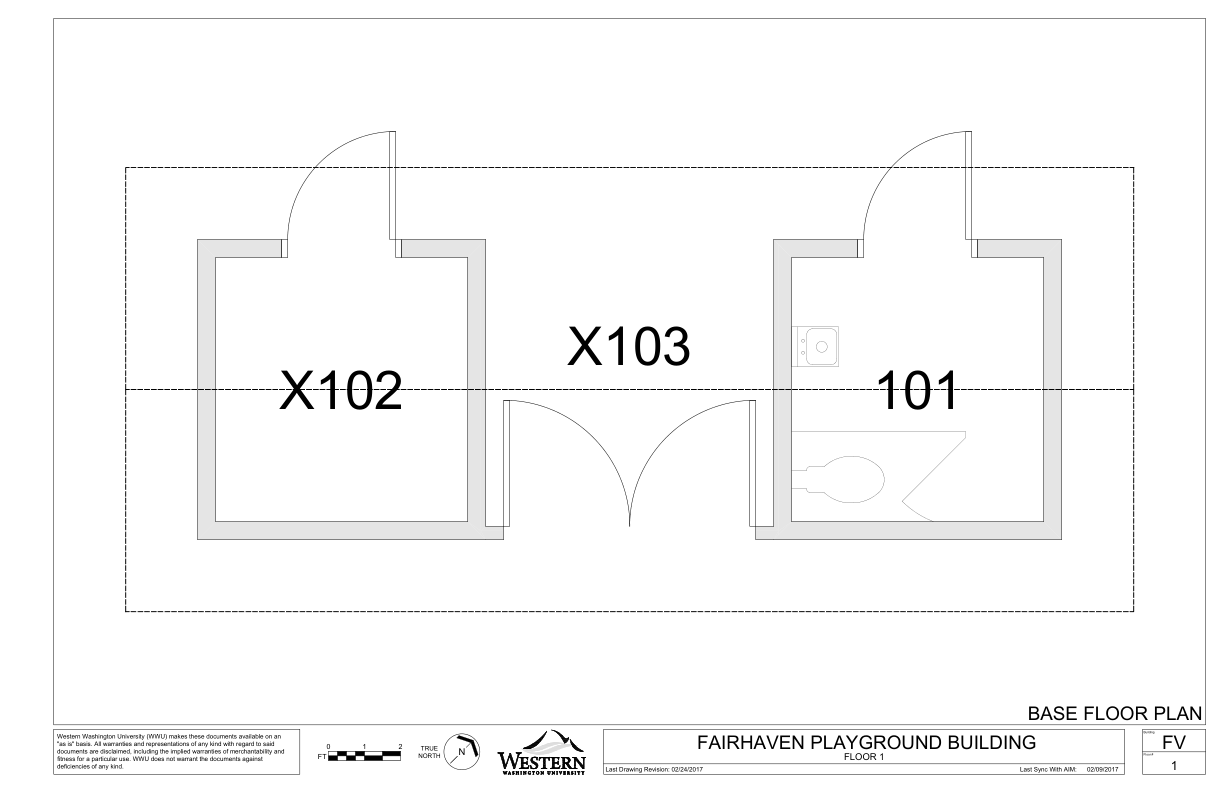 X103
X102
101
BASE FLOOR PLAN
Western Washington University (WWU) makes these documents available on an
"as is" basis. All warranties and representations of any kind with regard to said
documents are disclaimed, including the implied warranties of merchantability and
fitness for a particular use. WWU does not warrant the documents against
deficiencies of any kind.
0 1 2
FT
TRUE
NORTH
N
WESTERN
WASHINGTON UNIVERSITY
FAIRHAVEN PLAYGROUND BUILDING
FLOOR 1
Last Drawing Revision: 02/24/2017
Last Sync With AIM: 02/09/2017
Building
FV
1